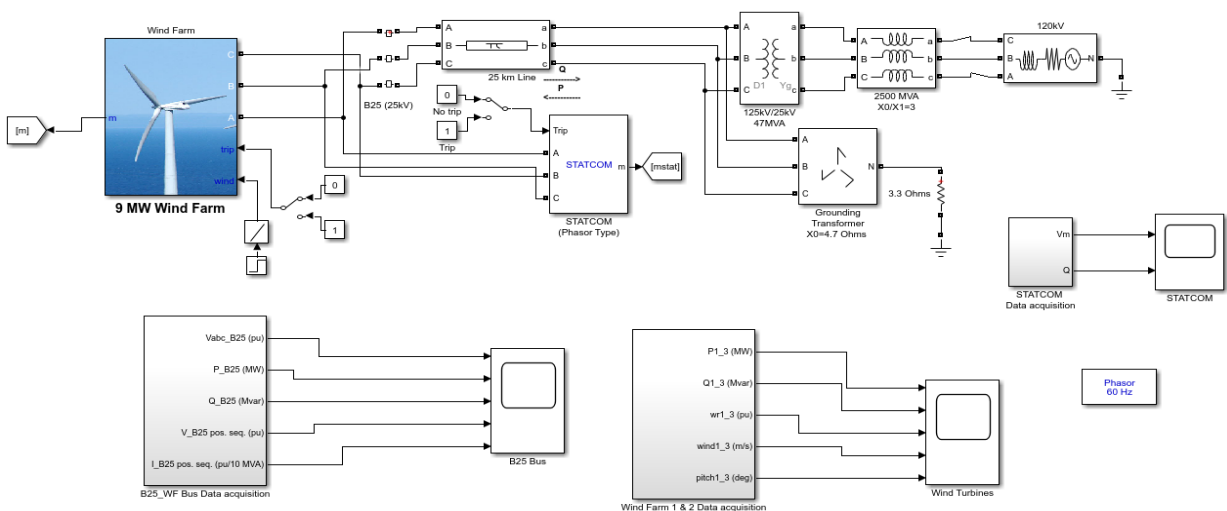 Wind Farm
C
B
A
m
trip
wind
[m]
9 MW Wind Farm
0
1
B25 (25kV)
A
B
C
a
b
c
25 km Line
Q
P
0
No trip
1
Trip
Trip
A
B
C
STATCOM
m
[mstat]
STATCOM
(Phasor Type)
A
B
C
a
b
c
D1
Yg
125kV/25kV
47MVA
A
B
C
a
b
c
2500 MVA
X0/X1=3
120kV
C
B
A
N
A
B
C
N
Grounding
Transformer
X0=4.7 Ohms
3.3 Ohms
Vm
Q
STATCOM
Data acquisition
STATCOM
Vabc_B25 (pu)
P_B25 (MW)
Q_B25 (Mvar)
V_B25 pos. seq. (pu)
I_B25 pos. seq. (pu/10 MVA)
B25_WF Bus Data acquisition
B25 Bus
P1_3 (MW)
Q1_3 (Mvar)
wr1_3 (pu)
wind1_3 (m/s)
pitch1_3 (deg)
Wind Farm 1 & 2 Data acquisition
Wind Turbines
Phasor
60 Hz